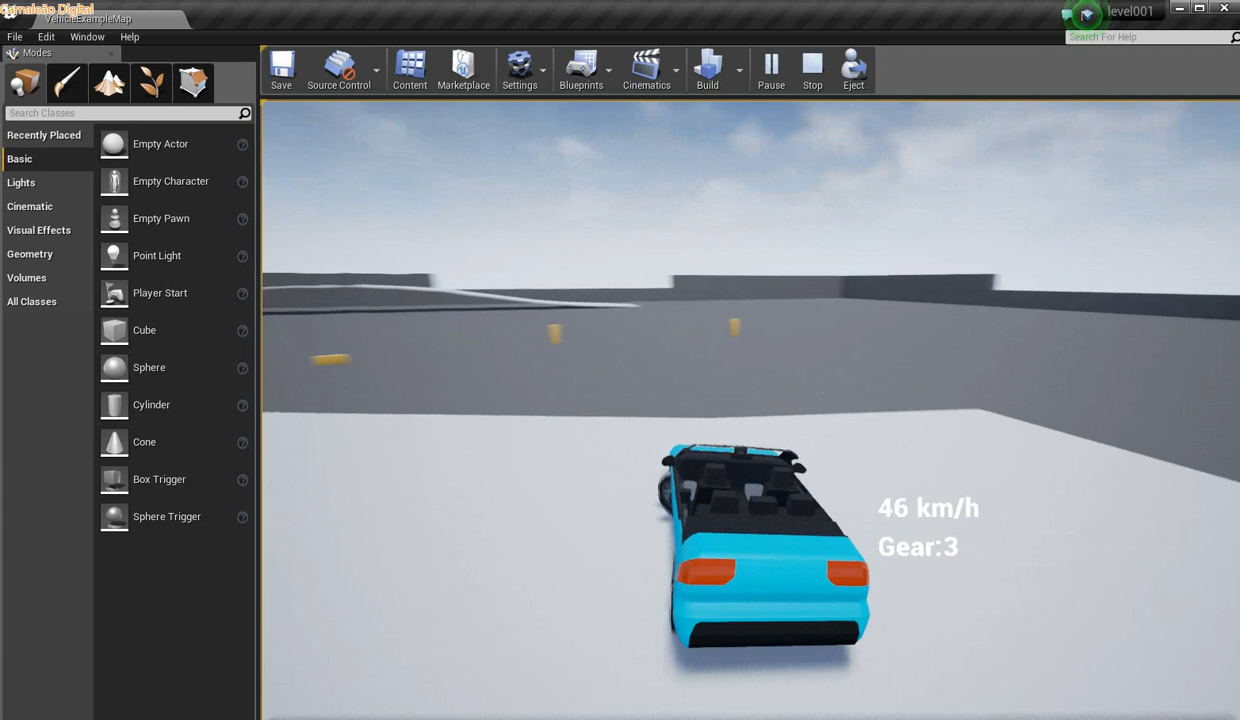 Camaleão Digital
VehicleExampleMap
level001
File Edit Window Help
Search For Help
Modes
Save
Source Control
Content
Marketplace
Settings
Blueprints
Cinematics
Build
Pause
Stop
Eject
Search Classes
Recently Placed
Basic
Lights
Cinematic
Visual Effects
Geometry
Volumes
All Classes
Empty Actor
Empty Character
Empty Pawn
Point Light
Player Start
Cube
Sphere
Cylinder
Cone
Box Trigger
Sphere Trigger
46 km/h
Gear:3